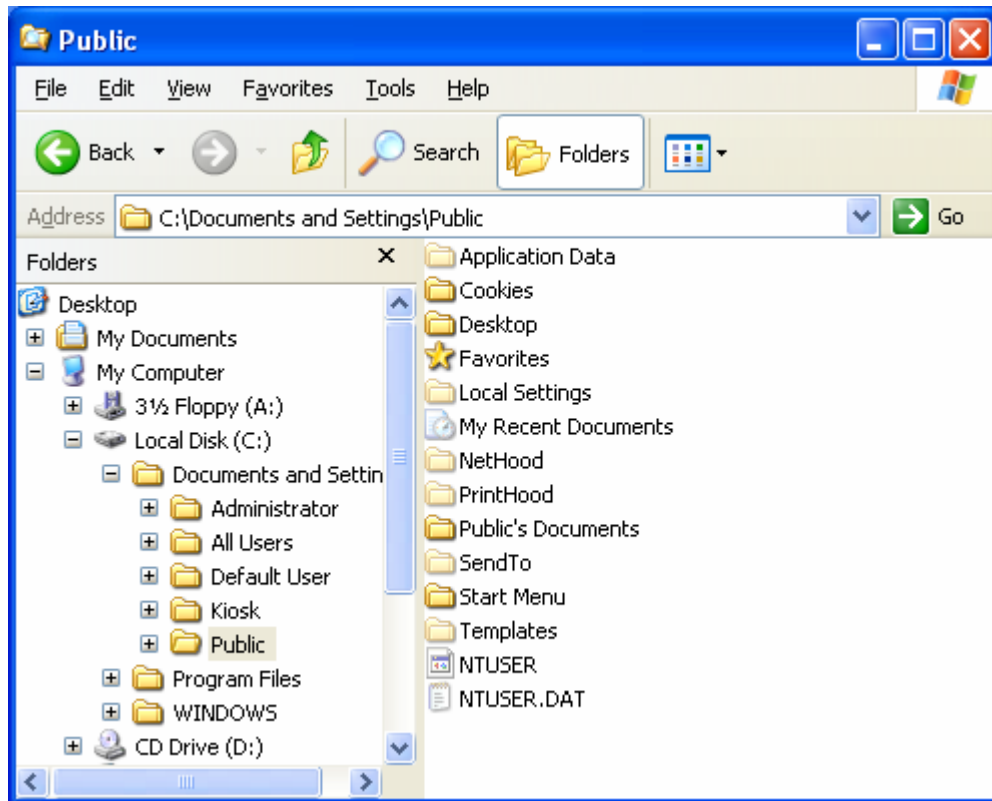 Public
File Edit View Favorites Tools Help
Back Search Folders
Address C:\Documents and Settings\Public Go
Folders
Desktop
My Documents
My Computer
3½ Floppy (A:)
Local Disk (C:)
Documents and Settin
Administrator
All Users
Default User
Kiosk
Public
Program Files
WINDOWS
CD Drive (D:)
Application Data
Cookies
Desktop
Favorites
Local Settings
My Recent Documents
NetHood
PrintHood
Public's Documents
SendTo
Start Menu
Templates
NTUSER
NTUSER.DAT